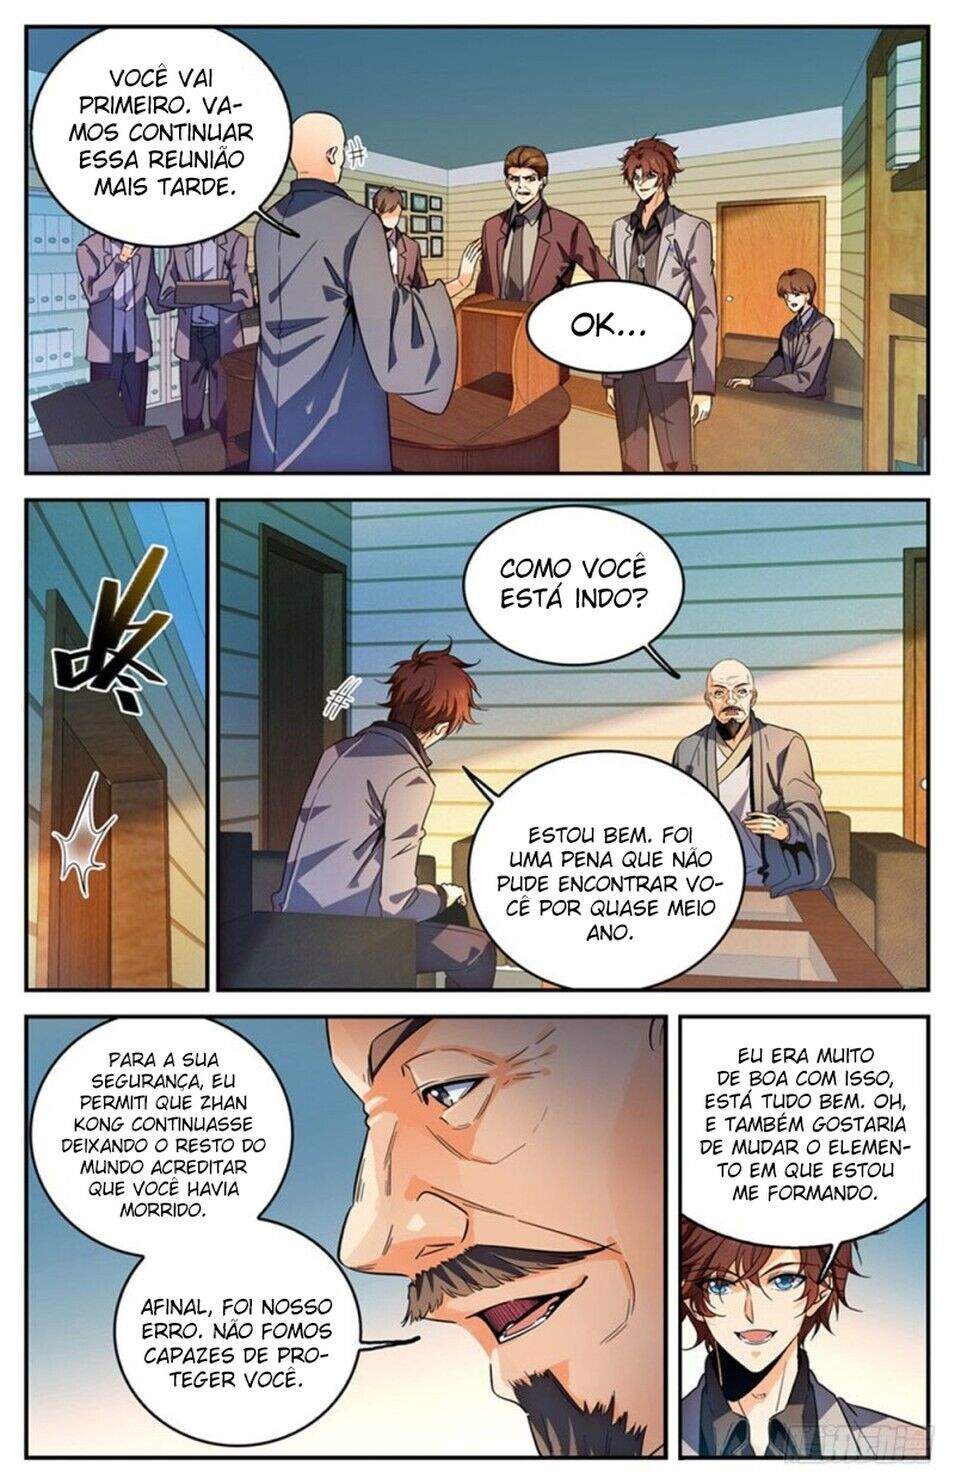 VOCÊ VAI
PRIMEIRO. VA-
MOS CONTINUAR
ESSA REUNIÃO
MAIS TARDE.
OK...
咚
COMO VOCÊ
ESTÁ INDO?
ESTOU BEM. FOI
UMA PENA QUE NÃO
PUDE ENCONTRAR VO-
CÊ POR QUASE MEIO
ANO.
PARA A SUA
SEGURANÇA, EU
PERMITI QUE ZHAN
KONG CONTINUASSE
DEIXANDO O RESTO DO
MUNDO ACREDITAR
QUE VOCÊ HAVIA
MORRIDO.
AFINAL, FOI NOSSO
ERRO. NÃO FOMOS
CAPAZES DE PRO-
TEGER VOCÊ.
EU ERA MUITO
DE BOA COM ISSO,
ESTÁ TUDO BEM. OH,
E TAMBÉM GOSTARIA
DE MUDAR O ELEMEN-
TO EM QUE ESTOU
ME FORMANDO.